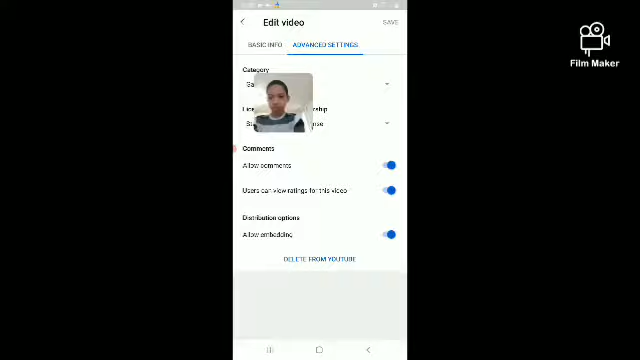 Edit video
SAVE
BASIC INFO
ADVANCED SETTINGS
Category
Comments
Allow comments
Users can view ratings for this video
Distribution options
Allow embedding
DELETE FROM YOUTUBE
Film Maker